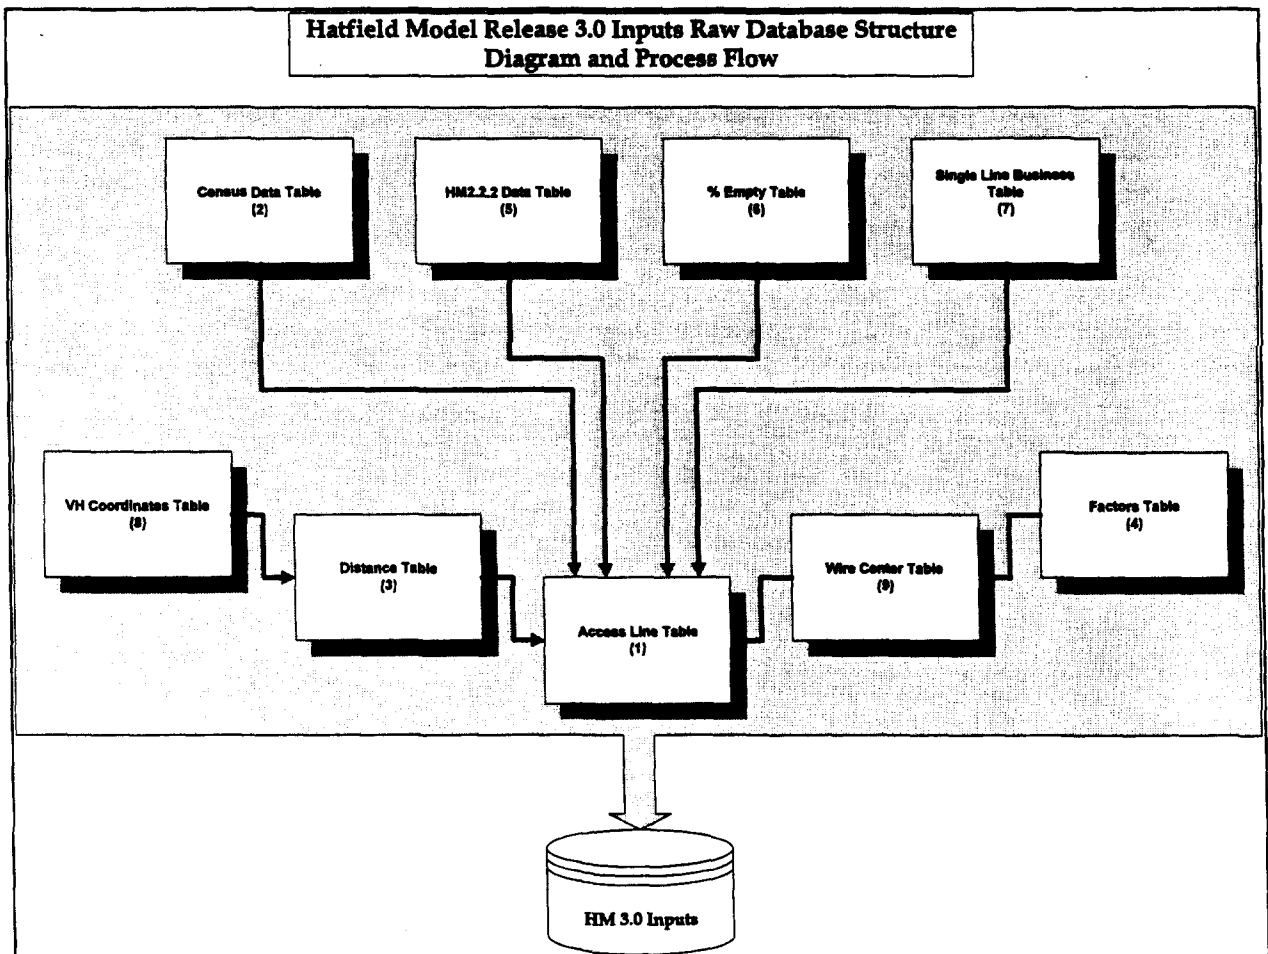 Hatfield Model Release 3.0 Inputs Raw Database Structure
Diagram and Process Flow
Census Data Table
(2)
HM2.2.2 Data Table
(5)
% Empty Table
(6)
Single Line Business
Table
(7)
VH Coordinates Table
(8)
Distance Table
(3)
Access Line Table
(1)
Wire Center Table
(9)
Factors Table
(4)
HM 3.0 Inputs